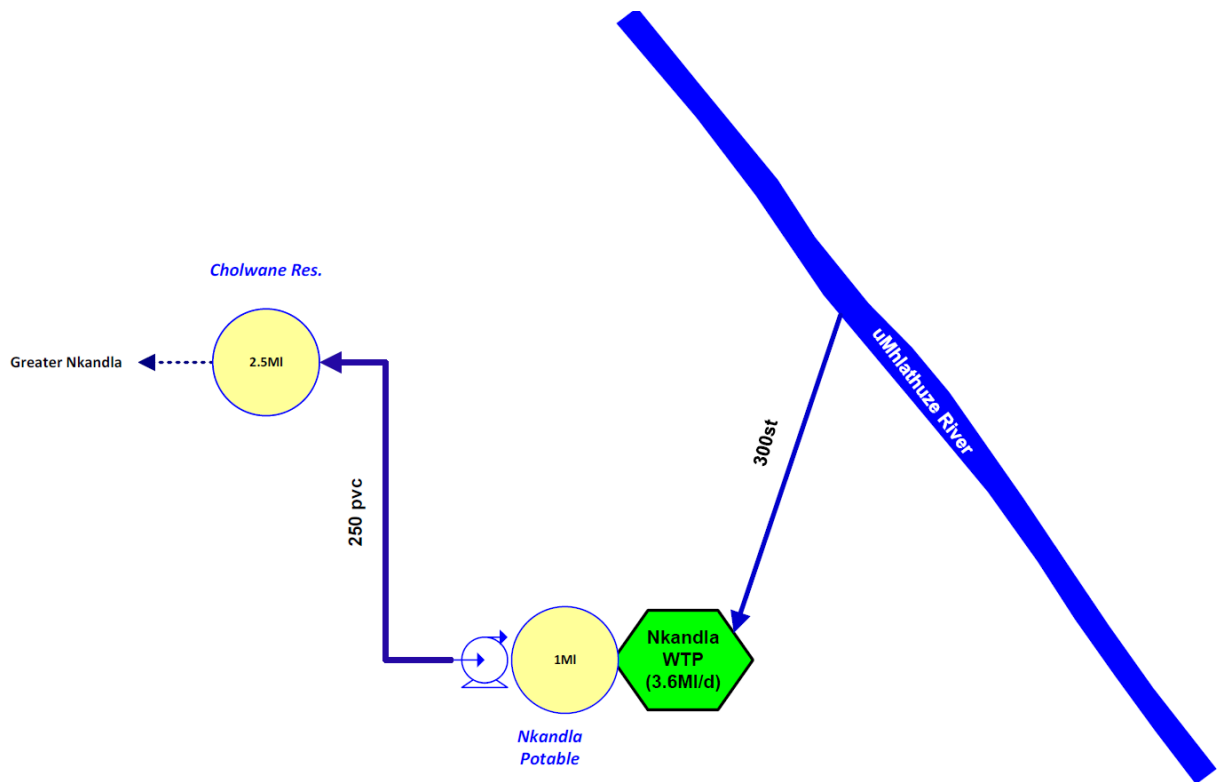 Cholwane Res.
2.5Ml
Greater Nkandla
250 pvc
300st
uMhlathuze River
Nkandla
WTP
(3.6Ml/d)
1Ml
Nkandla
Potable